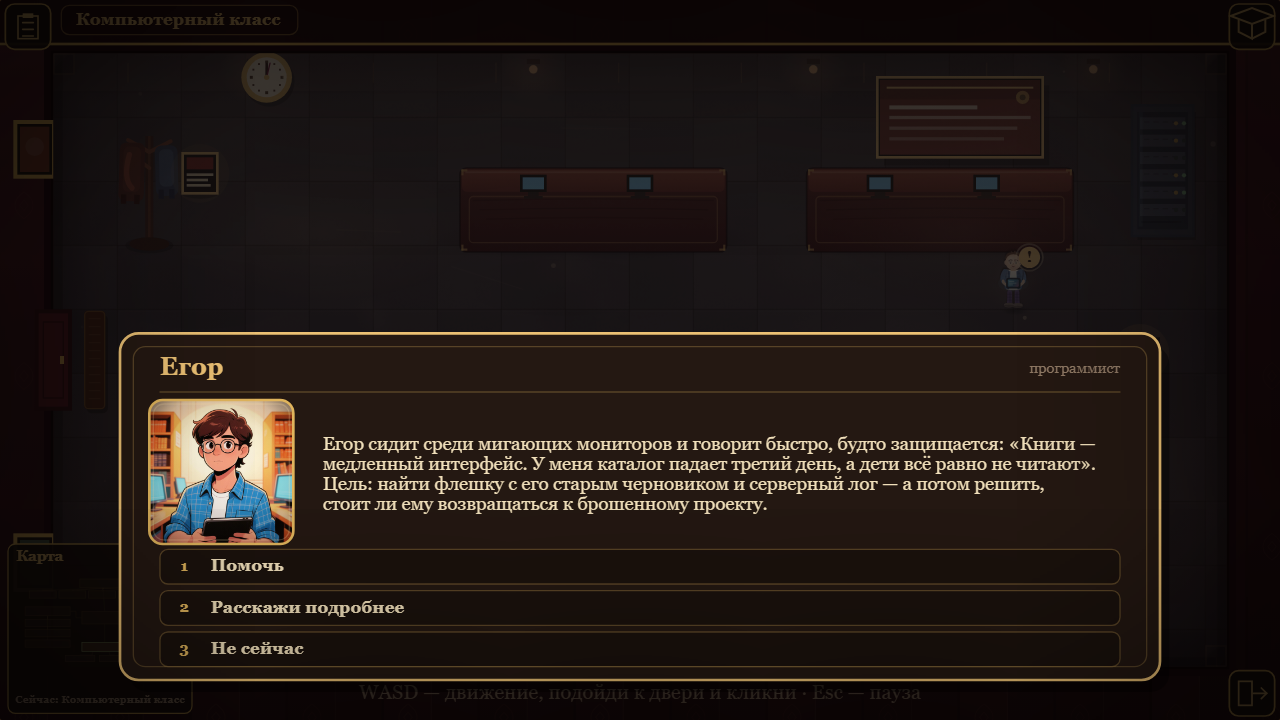 Компьютерный класс
Егор
программист
Егор сидит среди мигающих мониторов и говорит быстро, будто защищается: «Книги —
медленный интерфейс. У меня каталог падает третий день, а дети всё равно не читают».
Цель: найти флешку с его старым черновиком и серверный лог — а потом решить,
стоит ли ему возвращаться к брошенному проекту.
1 Помочь
2 Расскажи подробнее
3 Не сейчас
Карта
Сейчас: Компьютерный класс
WASD — движение, подойди к двери и кликни · Esc — пауза